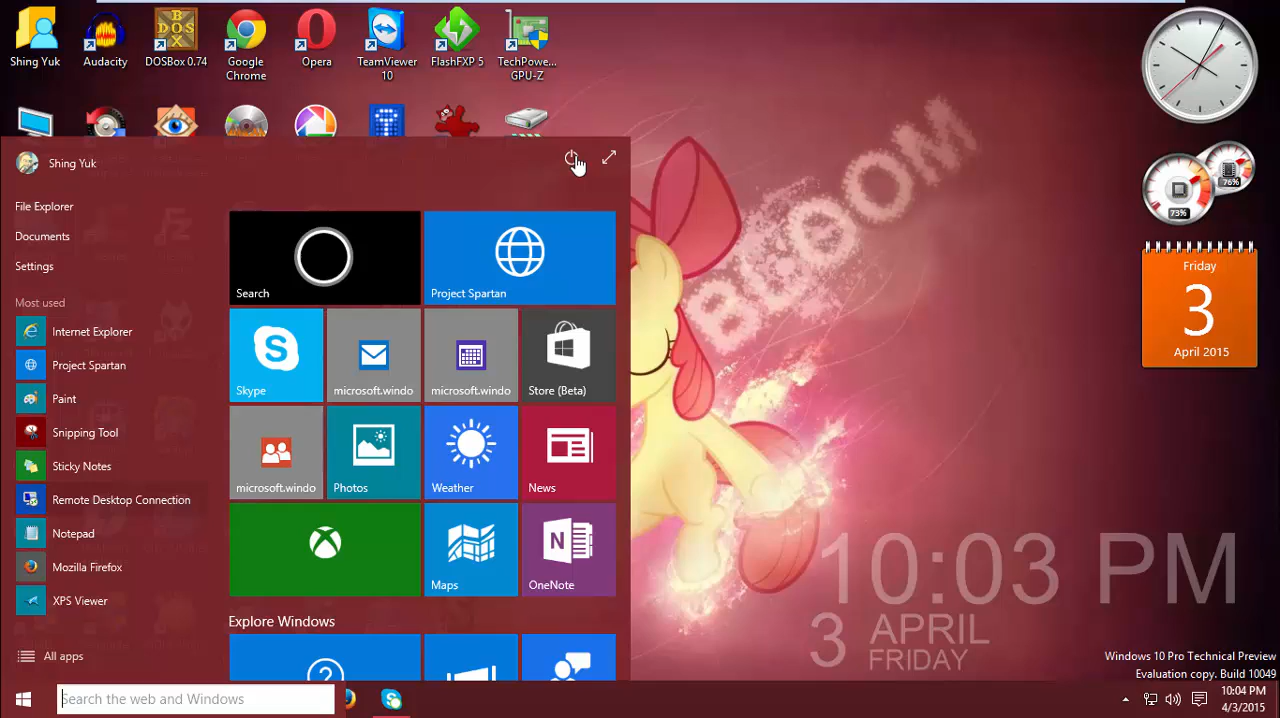 Shing Yuk
Audacity
DOSBox 0.74
Google
Chrome
Opera
TeamViewer
10
FlashFXP 5
TechPowe...
GPU-Z
DOS
BOX
BLOOM
76%
73%
Friday
3
April 2015
Shing Yuk
File Explorer
Documents
Settings
Most used
Internet Explorer
Project Spartan
Paint
Snipping Tool
Sticky Notes
Remote Desktop Connection
Notepad
Mozilla Firefox
XPS Viewer
All apps
Search
Project Spartan
Skype
microsoft.windo
microsoft.windo
Store (Beta)
microsoft.windo
Photos
Weather
News
Maps
OneNote
Explore Windows
10:03 PM
3 APRIL
FRIDAY
Windows 10 Pro Technical Preview
Evaluation copy. Build 10049
Search the web and Windows
10:04 PM
4/3/2015